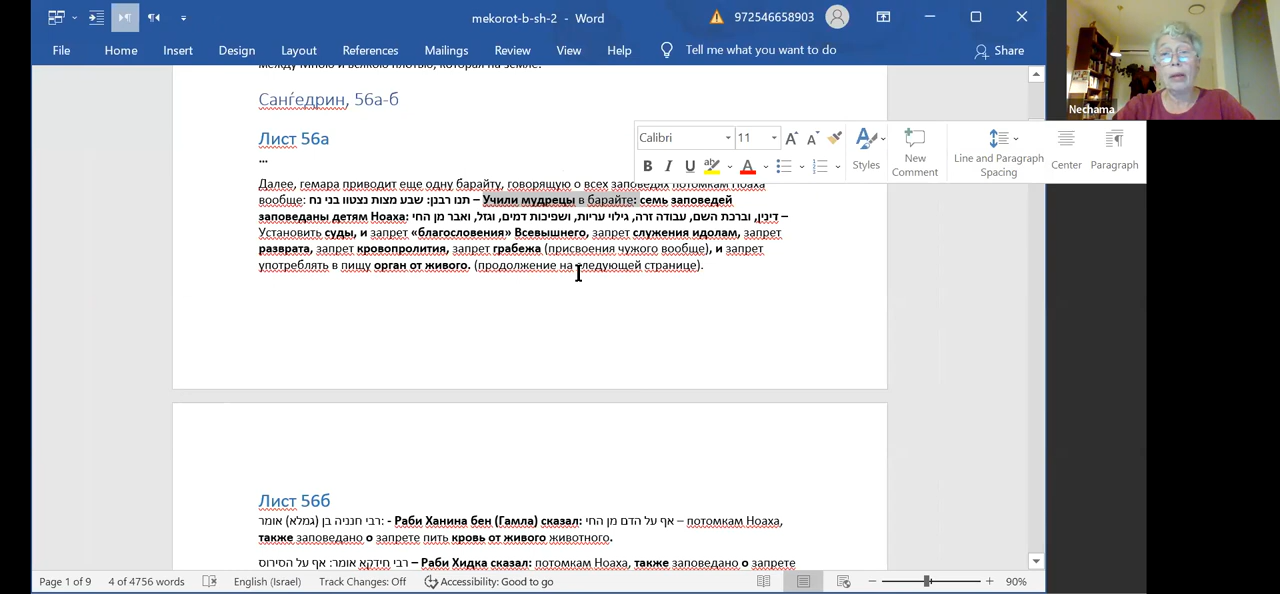 mekorot-b-sh-2 - Word
972546658903
File Home Insert Design Layout References Mailings Review View Help Tell me what you want to do Share
Nechama
между Мною и всякою плотью, которая на земле.
Санѓедрин, 56а-б
Лист 56а
...
Calibri 11
Styles New Comment Line and Paragraph Spacing Center Paragraph
Далее, гемара приводит еще одну барайту, говорящую о всех заповедях потомкам Ноаха
вообще: תנו רבנן: שבע מצות נצטוו בני נח – Учили мудрецы в барайте: семь заповедей
заповеданы детям Ноаха: דינין, וברכת השם, עבודה זרה, גילוי עריות, ושפיכות דמים, וגזל, ואבר מן החי –
Установить суды, и запрет «благословения» Всевышнего, запрет служения идолам, запрет
разврата, запрет кровопролития, запрет грабежа (присвоения чужого вообще), и запрет
употреблять в пищу орган от живого. (продолжение на следующей странице).
Лист 56б
רבי חנניה בן (גמלא) אומר: - Раби Ханина бен (Гамла) сказал: אף על הדם מן החי – потомкам Ноаха,
также заповедано о запрете пить кровь от живого животного.
רבי חידקא אומר: אף על הסירוס – Раби Хидка сказал: потомкам Ноаха, также заповедано о запрете
Page 1 of 9 4 of 4756 words English (Israel) Track Changes: Off Accessibility: Good to go 90%